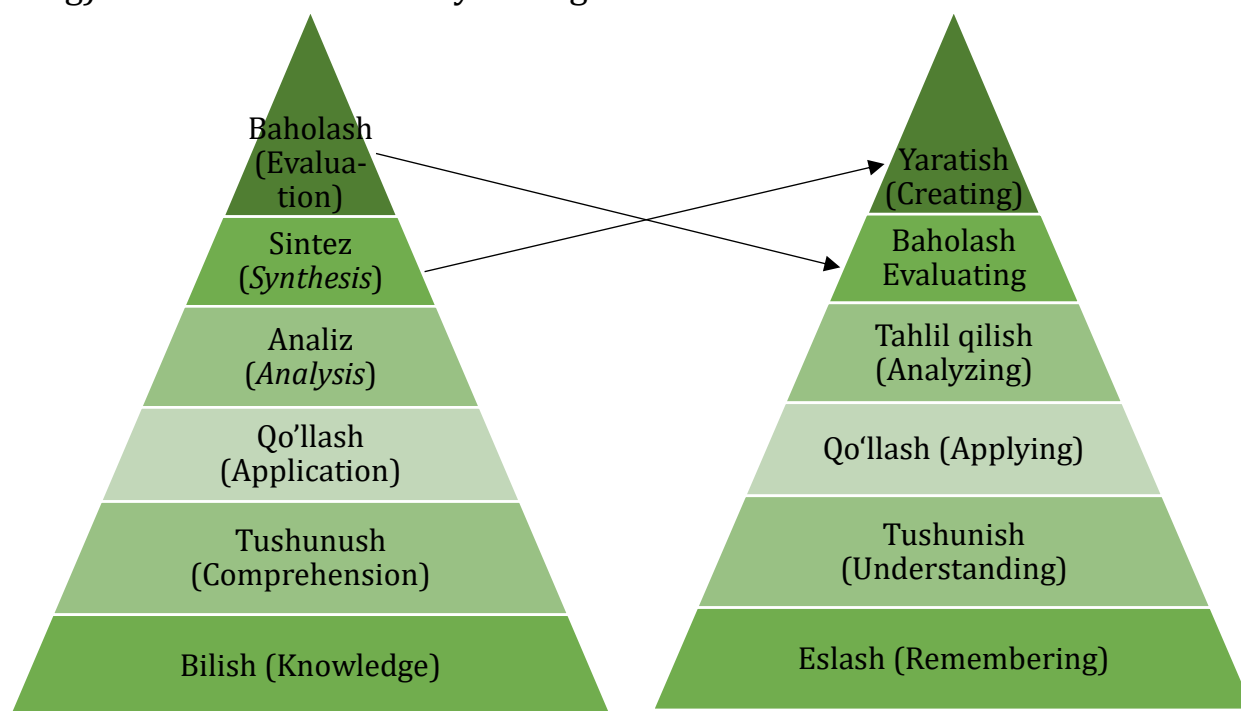 Baholash
(Evalua-
tion)
Sintez
(Synthesis)
Analiz
(Analysis)
Qo’llash
(Application)
Tushunush
(Comprehension)
Bilish (Knowledge)
Yaratish
(Creating)
Baholash
Evaluating
Tahlil qilish
(Analyzing)
Qo‘llash (Applying)
Tushunish
(Understanding)
Eslash (Remembering)